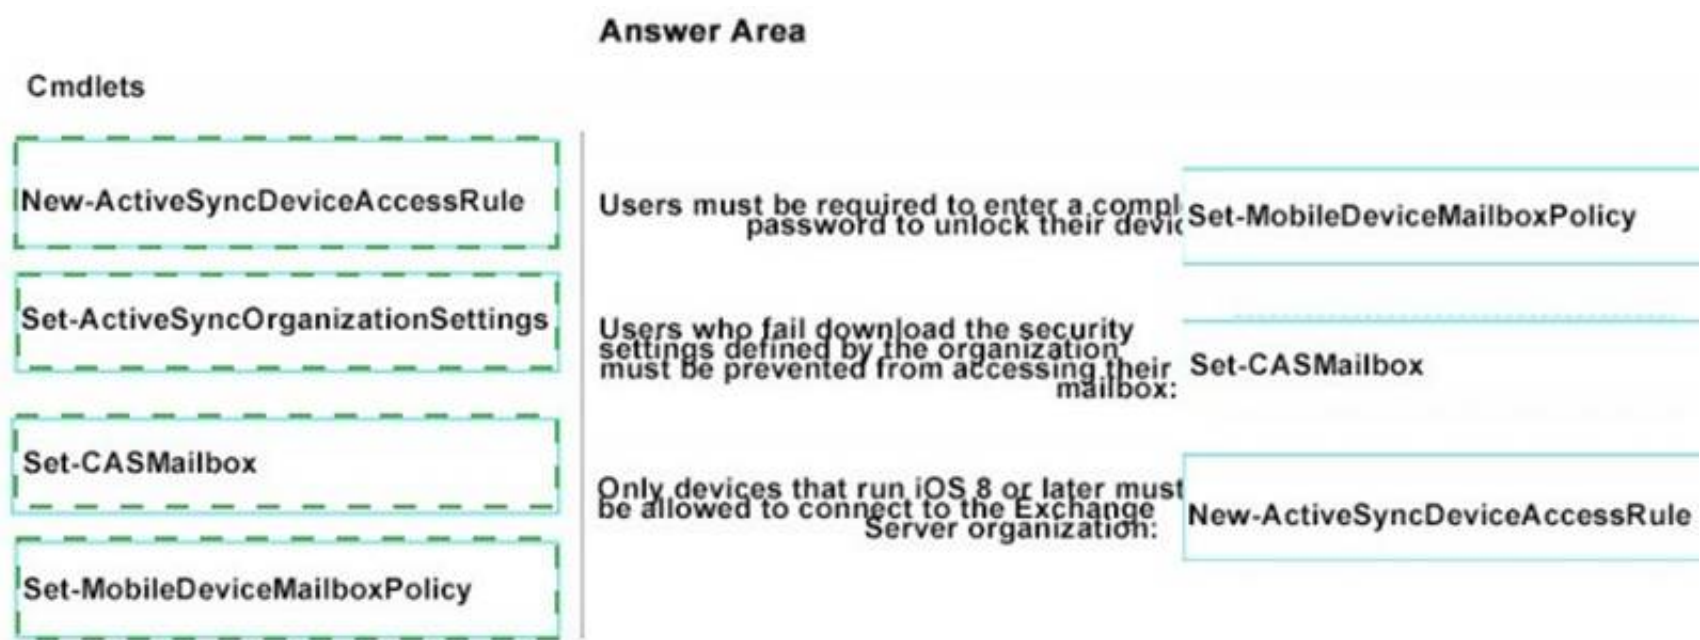 Answer Area
Cmdlets
New-ActiveSyncDeviceAccessRule
Set-ActiveSyncOrganizationSettings
Set-CASMailbox
Set-MobileDeviceMailboxPolicy
Users must be required to enter a compl
password to unlock their devic
Set-MobileDeviceMailboxPolicy
Users who fail download the security
settings defined by the organization
must be prevented from accessing their
mailbox:
Set-CASMailbox
Only devices that run iOS 8 or later must
be allowed to connect to the Exchange
Server organization:
New-ActiveSyncDeviceAccessRule